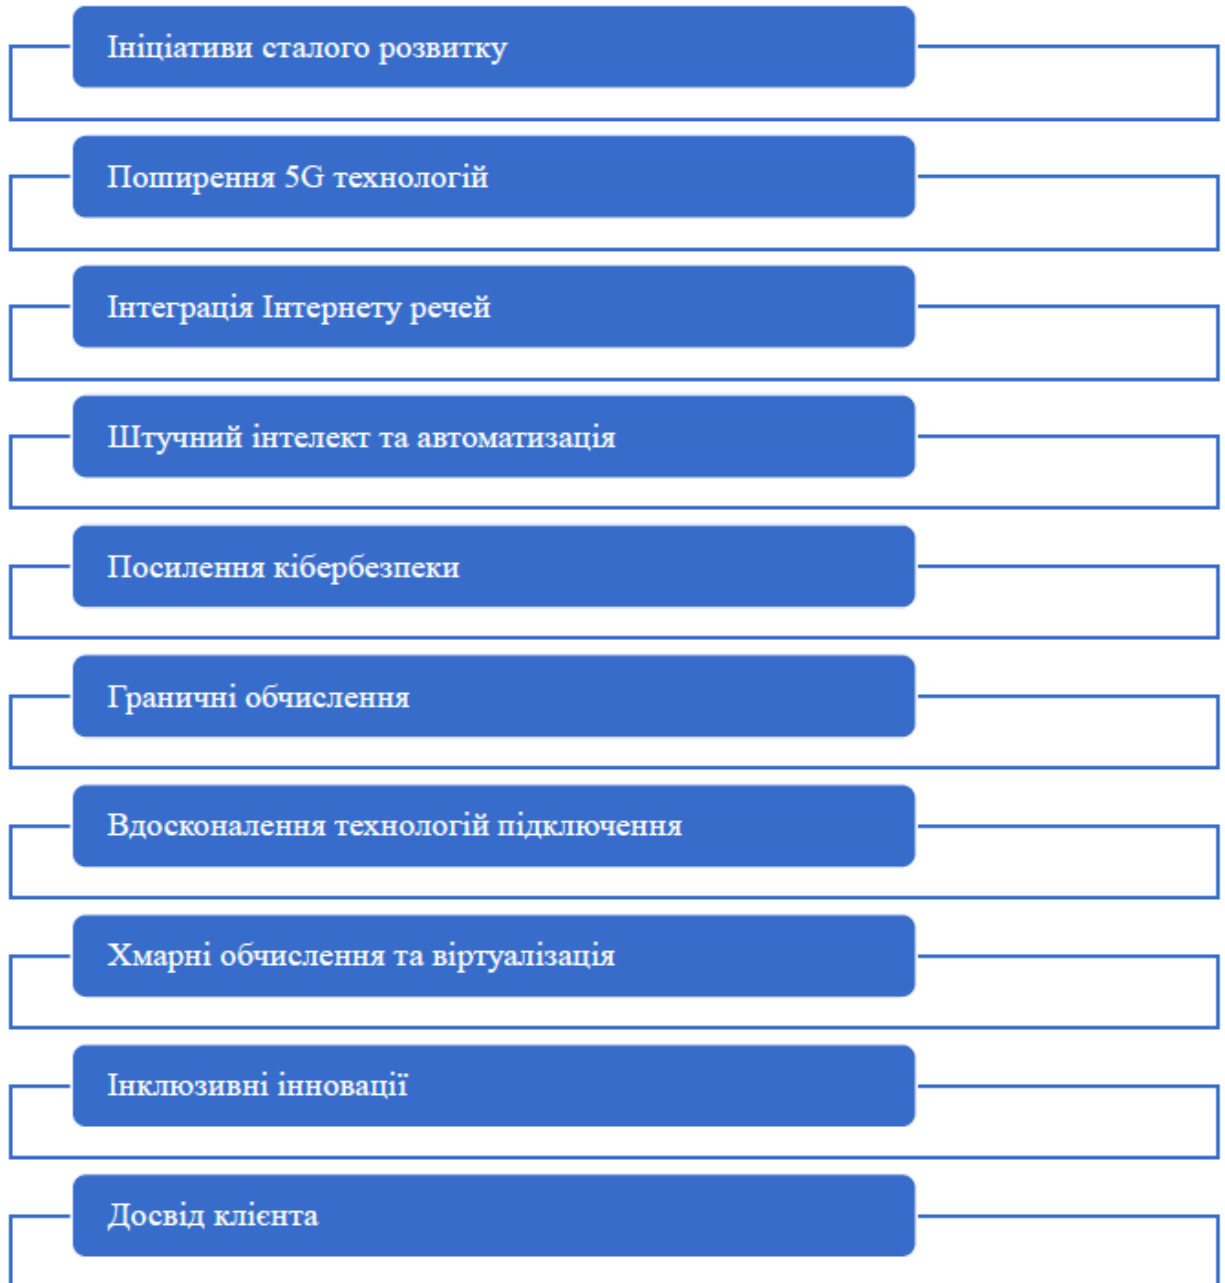 Ініціативи сталого розвитку
Поширення 5G технологій
Інтеграція Інтернету речей
Штучний інтелект та автоматизація
Посилення кібербезпеки
Граничні обчислення
Вдосконалення технологій підключення
Хмарні обчислення та віртуалізація
Інклюзивні інновації
Досвід клієнта